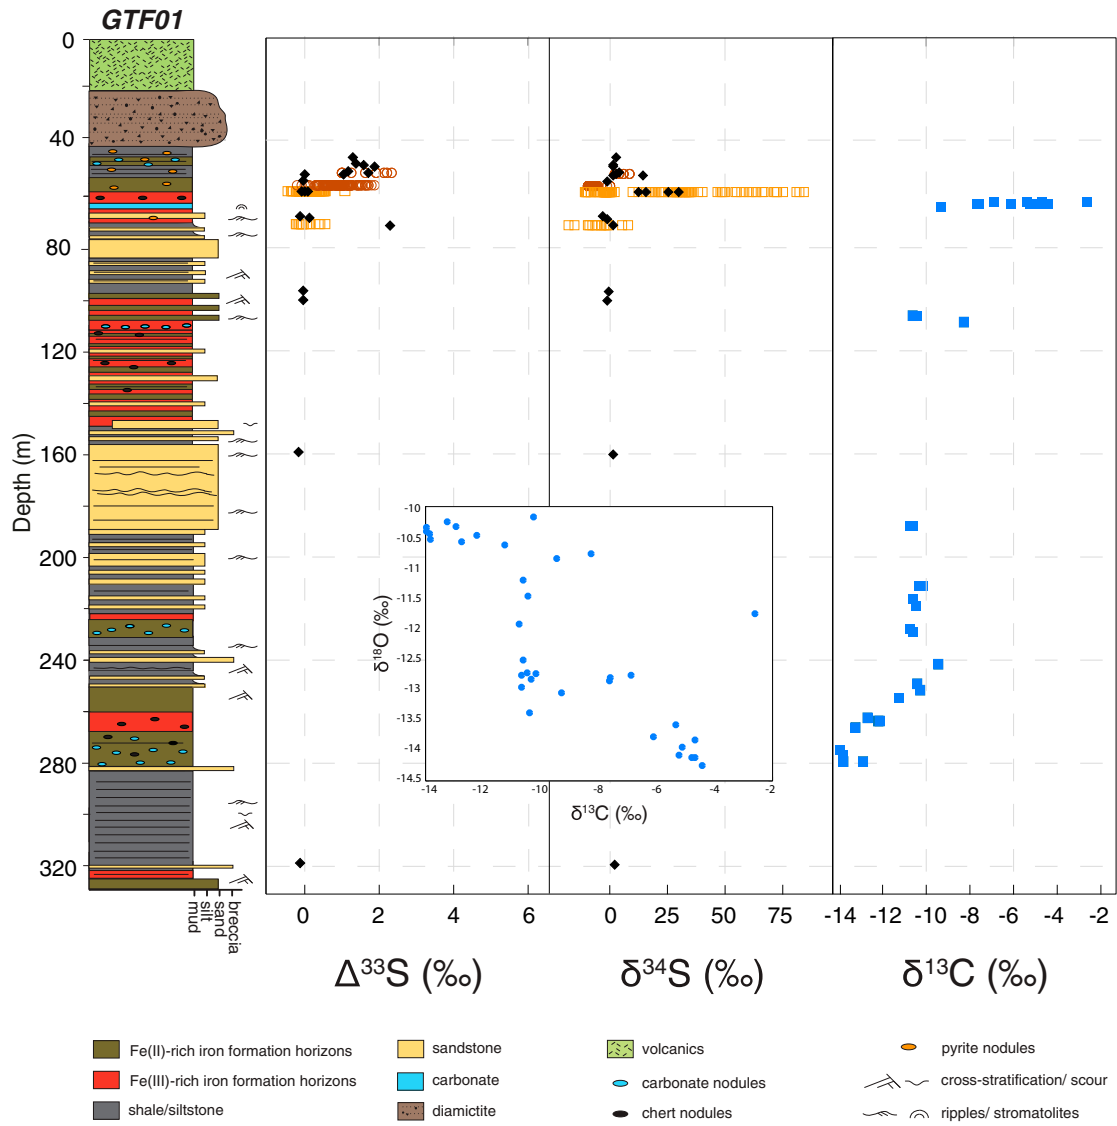 GTF01
0
40
80
120
160
200
240
280
320
Depth (m)
mud
silt
sand
breccia
0 2 4 6
Δ³³S (‰)
0 25 50 75
δ³⁴S (‰)
-14 -12 -10 -8 -6 -4 -2
δ¹³C (‰)
-10
-10.5
-11
-11.5
-12
-12.5
-13
-13.5
-14
-14.5
δ¹⁸O (‰)
-14 -12 -10 -8 -6 -4 -2
δ¹³C (‰)
Fe(II)-rich iron formation horizons
Fe(III)-rich iron formation horizons
shale/siltstone
sandstone
carbonate
diamictite
volcanics
carbonate nodules
chert nodules
pyrite nodules
cross-stratification/ scour
ripples/ stromatolites